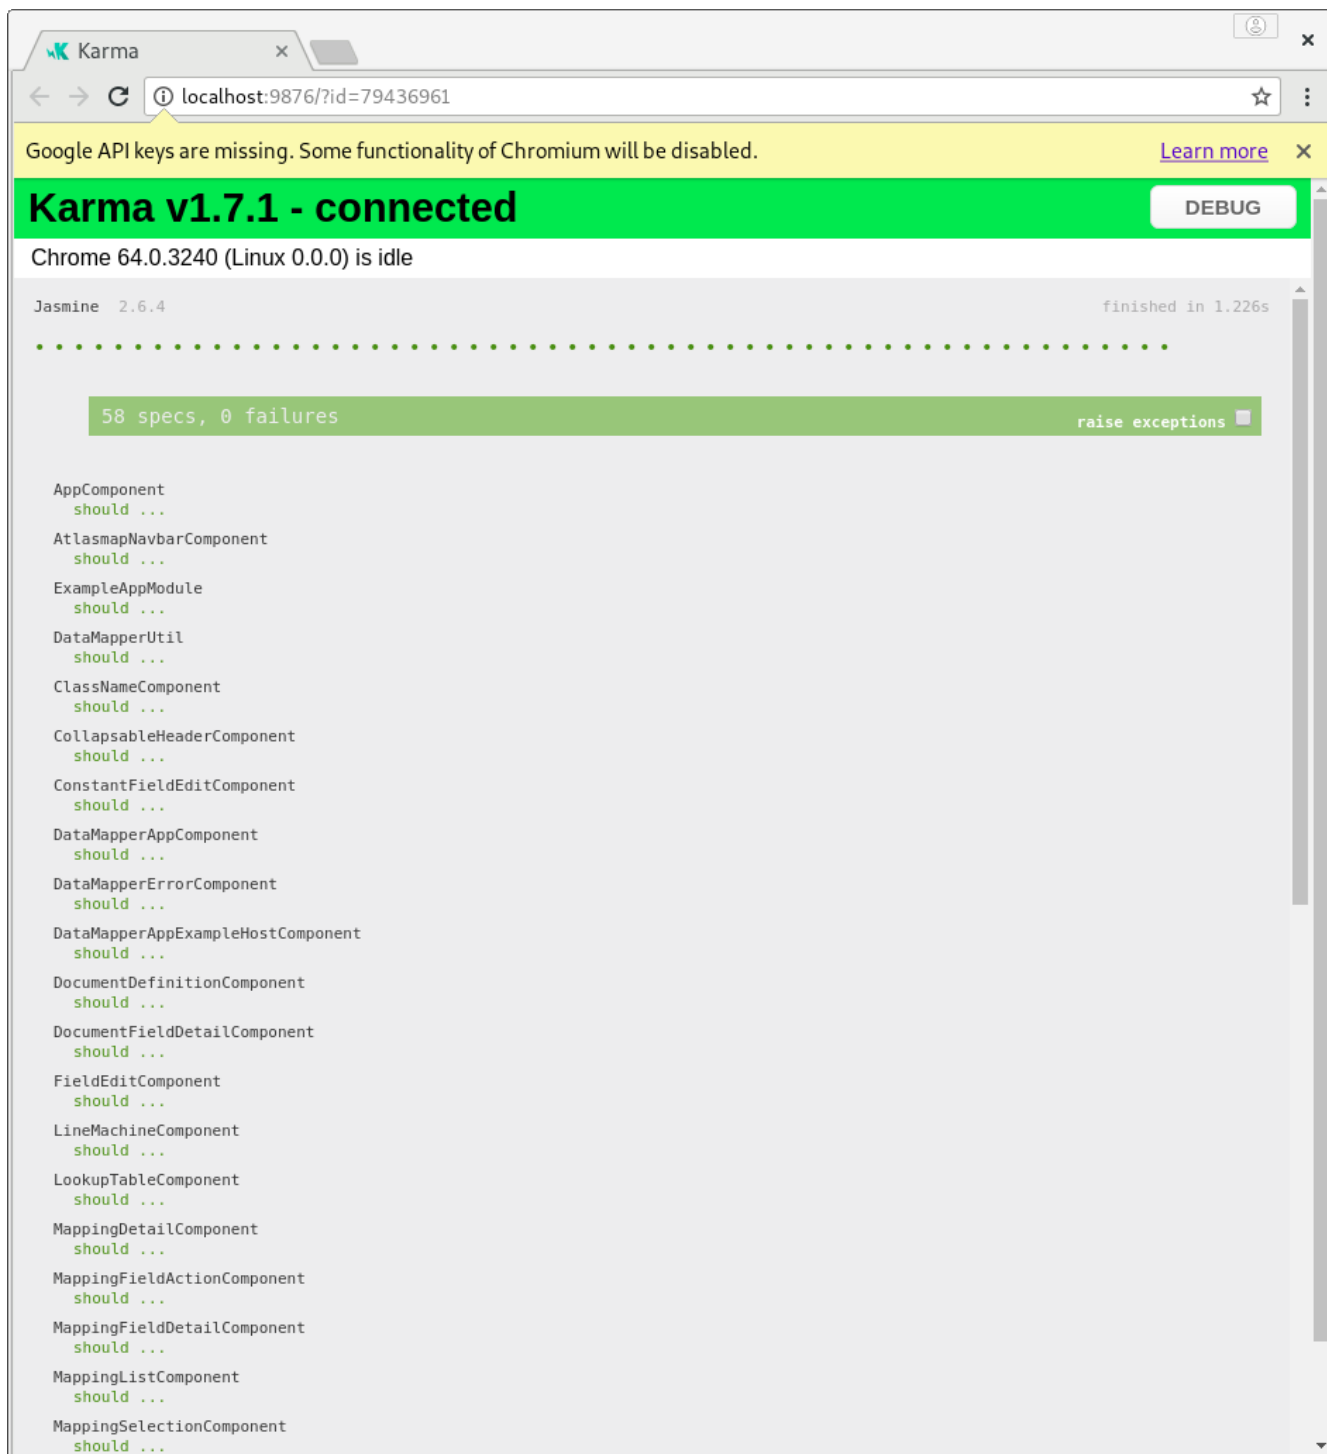 Karma
localhost:9876/?id=79436961
Google API keys are missing. Some functionality of Chromium will be disabled. Learn more
Karma v1.7.1 - connected DEBUG
Chrome 64.0.3240 (Linux 0.0.0) is idle
Jasmine 2.6.4 finished in 1.226s
58 specs, 0 failures raise exceptions
AppComponent
should ...
AtlasmapNavbarComponent
should ...
ExampleAppModule
should ...
DataMapperUtil
should ...
ClassNameComponent
should ...
CollapsableHeaderComponent
should ...
ConstantFieldEditComponent
should ...
DataMapperAppComponent
should ...
DataMapperErrorComponent
should ...
DataMapperAppExampleHostComponent
should ...
DocumentDefinitionComponent
should ...
DocumentFieldDetailComponent
should ...
FieldEditComponent
should ...
LineMachineComponent
should ...
LookupTableComponent
should ...
MappingDetailComponent
should ...
MappingFieldActionComponent
should ...
MappingFieldDetailComponent
should ...
MappingListComponent
should ...
MappingSelectionComponent
should ...